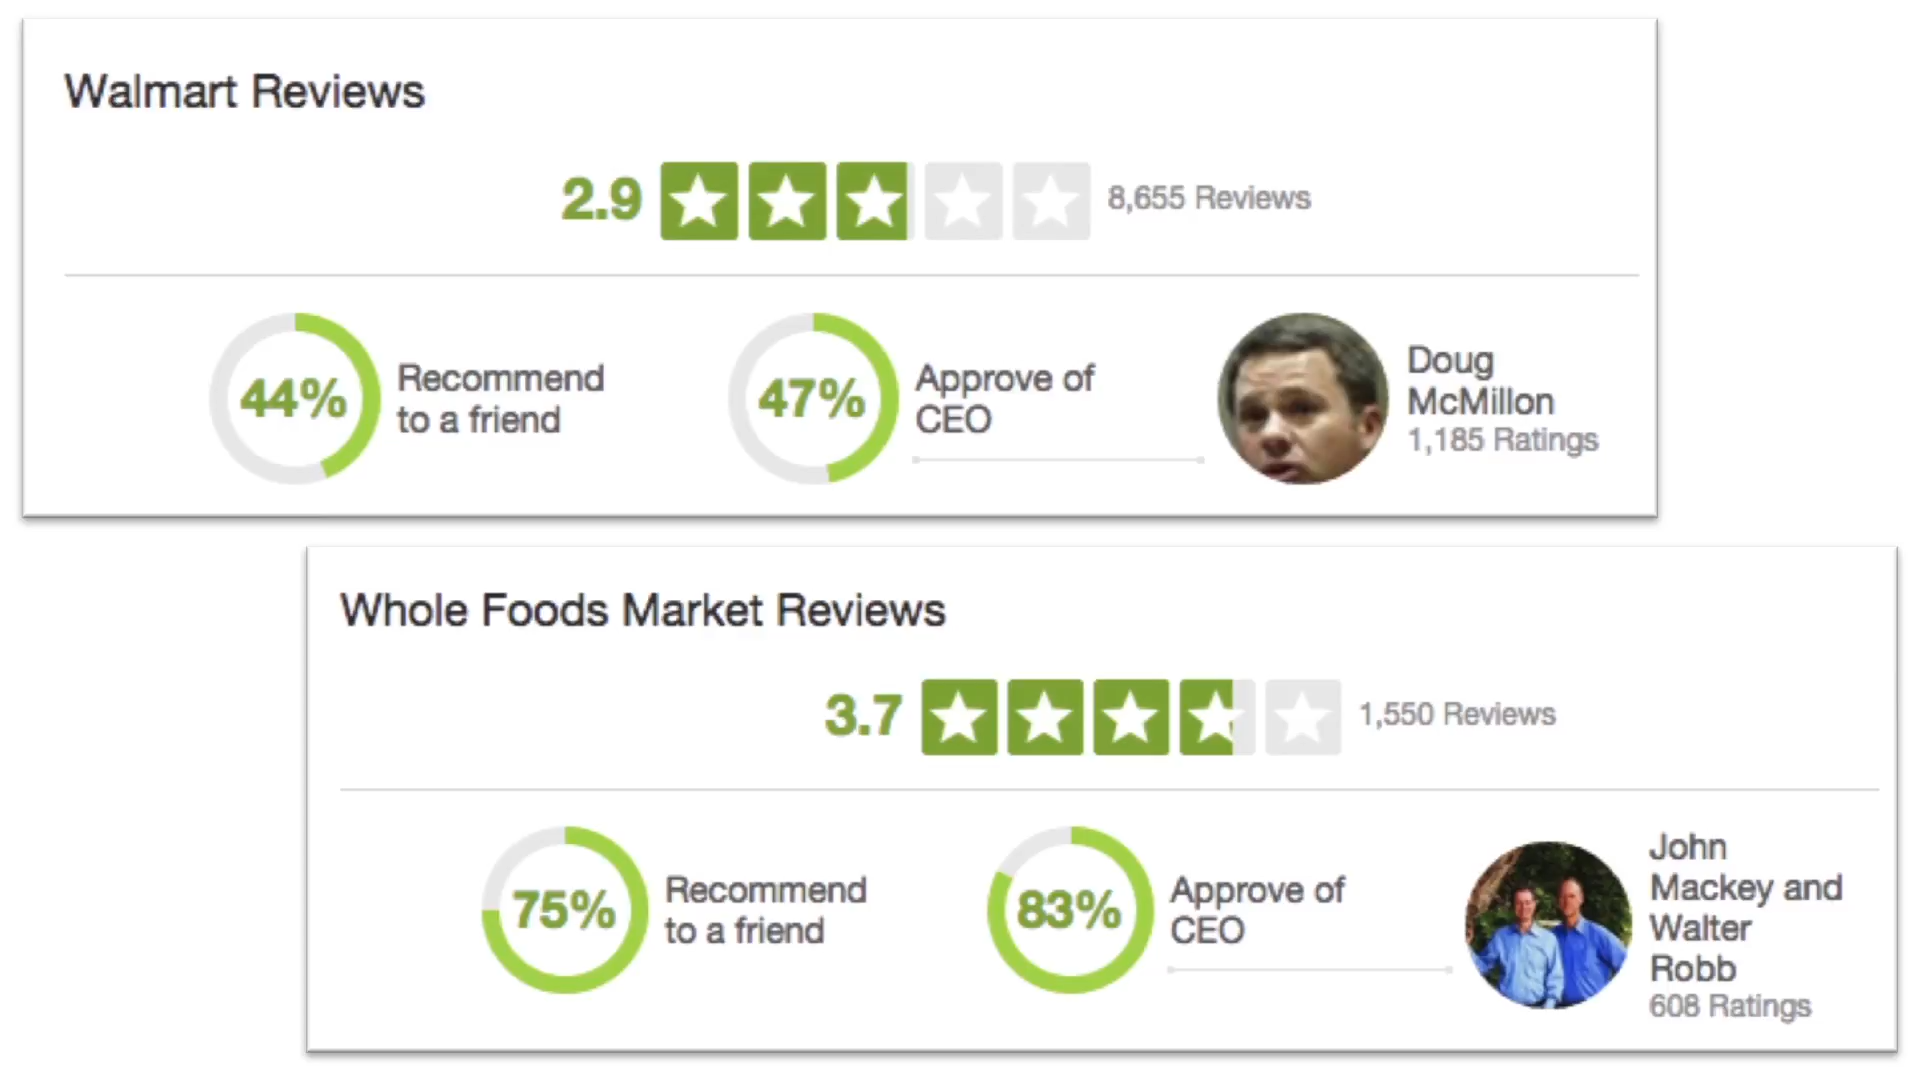 Walmart Reviews
2.9
8,655 Reviews
44%
Recommend
to a friend
47%
Approve of
CEO
Doug
McMillon
1,185 Ratings
Whole Foods Market Reviews
3.7
1,550 Reviews
75%
Recommend
to a friend
83%
Approve of
CEO
John
Mackey and
Walter
Robb
608 Ratings